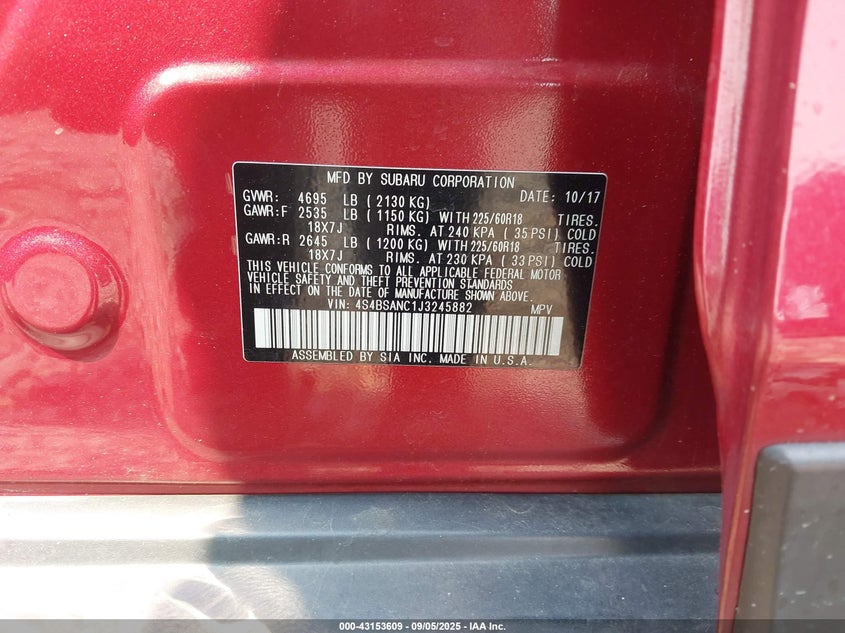 MFD BY SUBARU CORPORATION
GVWR: 4695 LB ( 2130 KG) DATE: 10/17
GAWR:F 2535 LB ( 1150 KG) WITH 225/60R18 TIRES.
18X7J RIMS. AT 240 KPA ( 35 PSI) COLD
GAWR:R 2645 LB ( 1200 KG) WITH 225/60R18 TIRES.
18X7J RIMS. AT 230 KPA ( 33 PSI) COLD
THIS VEHICLE CONFORMS TO ALL APPLICABLE FEDERAL MOTOR
VEHICLE SAFETY AND THEFT PREVENTION STANDARDS
IN EFFECT ON THE DATE OF MANUFACTURE SHOWN ABOVE.
VIN: 4S4BSANC1J3245882 MPV
ASSEMBLED BY SIA INC. MADE IN U.S.A.
000-43153609 - 09/05/2025 - IAA Inc.